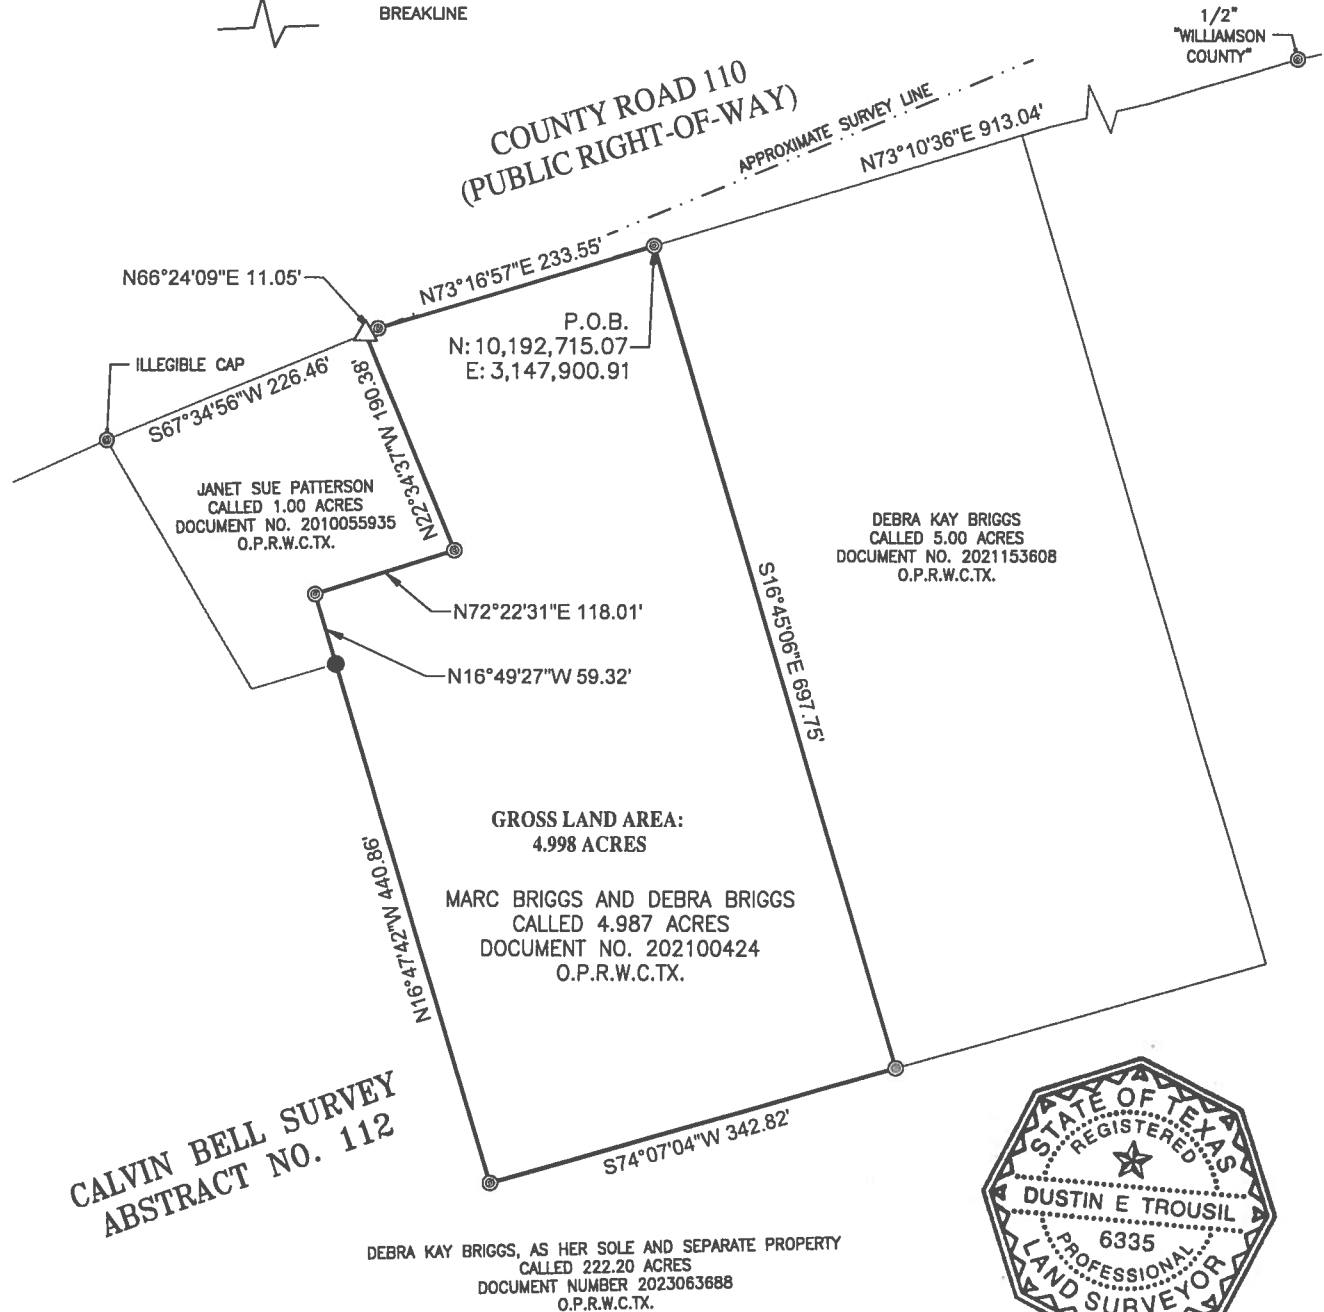 BREAKLINE
1/2"
"WILLIAMSON
COUNTY"
COUNTY ROAD 110
(PUBLIC RIGHT-OF-WAY)
APPROXIMATE SURVEY LINE
N73°10'36"E 913.04'
N66°24'09"E 11.05'
N73°16'57"E 233.55'
P.O.B.
N: 10,192,715.07
E: 3,147,900.91
ILLEGIBLE CAP
S67°34'56"W 226.46'
N22°34'37"W 190.38'
JANET SUE PATTERSON
CALLED 1.00 ACRES
DOCUMENT NO. 2010055935
O.P.R.W.C.TX.
DEBRA KAY BRIGGS
CALLED 5.00 ACRES
DOCUMENT NO. 2021153608
O.P.R.W.C.TX.
N72°22'31"E 118.01'
N16°49'27"W 59.32'
S16°45'06"E 697.75'
GROSS LAND AREA:
4.998 ACRES
MARC BRIGGS AND DEBRA BRIGGS
CALLED 4.987 ACRES
DOCUMENT NO. 202100424
O.P.R.W.C.TX.
N16°47'42"W 440.86'
S74°07'04"W 342.82'
CALVIN BELL SURVEY
ABSTRACT NO. 112
DEBRA KAY BRIGGS, AS HER SOLE AND SEPARATE PROPERTY
CALLED 222.20 ACRES
DOCUMENT NUMBER 2023063688
O.P.R.W.C.TX.
STATE OF TEXAS
REGISTERED
DUSTIN E TROUSIL
6335
PROFESSIONAL
LAND SURVEYOR